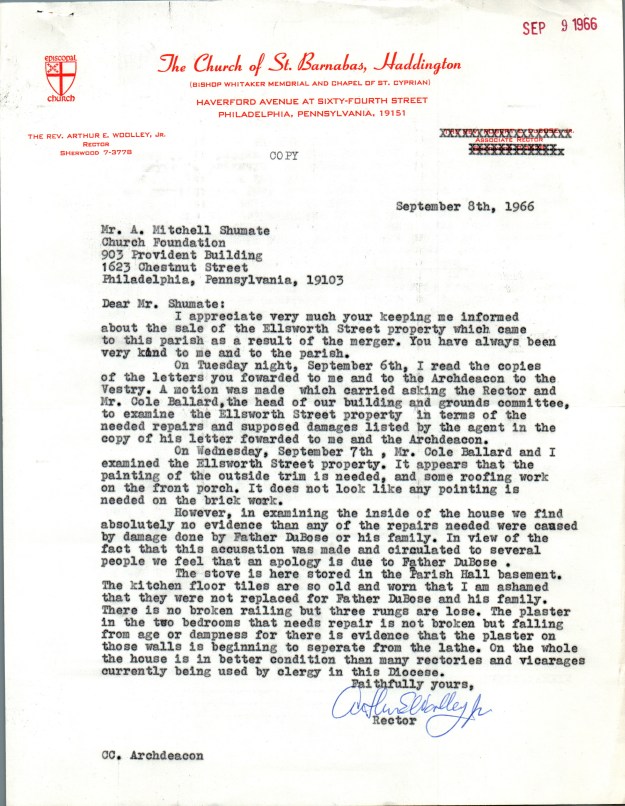 SEP 9 1966
EPISCOPAL
CHURCH
The Church of St. Barnabas, Haddington
(BISHOP WHITAKER MEMORIAL AND CHAPEL OF ST. CYPRIAN)
HAVERFORD AVENUE AT SIXTY-FOURTH STREET
PHILADELPHIA, PENNSYLVANIA, 19151
THE REV. ARTHUR E. WOOLLEY, JR.
RECTOR
SHERWOOD 7-3778
ASSOCIATE RECTOR
COPY
September 8th, 1966
Mr. A. Mitchell Shumate
Church Foundation
903 Provident Building
1623 Chestnut Street
Philadelphia, Pennsylvania, 19103
Dear Mr. Shumate:
I appreciate very much your keeping me informed
about the sale of the Ellsworth Street property which came
to this parish as a result of the merger. You have always been
very kind to me and to the parish.
On Tuesday night, September 6th, I read the copies
of the letters you fowarded to me and to the Archdeacon to the
Vestry. A motion was made which carried asking the Rector and
Mr. Cole Ballard,the head of our building and grounds committee,
to examine the Ellsworth Street property in terms of the
needed repairs and supposed damages listed by the agent in the
copy of his letter fowarded to me and the Archdeacon.
On Wednesday, September 7th , Mr. Cole Ballard and I
examined the Ellsworth Street property. It appears that the
painting of the outside trim is needed, and some roofing work
on the front porch. It does not look like any pointing is
needed on the brick work.
However, in examining the inside of the house we find
absolutely no evidence than any of the repairs needed were caused
by damage done by Father DuBose or his family. In view of the
fact that this accusation was made and circulated to several
people we feel that an apology is due to Father DuBose .
The stove is here stored in the Parish Hall basement.
The kitchen floor tiles are so old and worn that I am ashamed
that they were not replaced for Father DuBose and his family.
There is no broken railing but three rungs are lose. The plaster
in the two bedrooms that needs repair is not broken but falling
from age or dampness for there is evidence that the plaster on
those walls is beginning to seperate from the lathe. On the whole
the house is in better condition than many rectories and vicarages
currently being used by clergy in this Diocese.
Faithfully yours,
Arthur E Woolley Jr
Rector
CC. Archdeacon